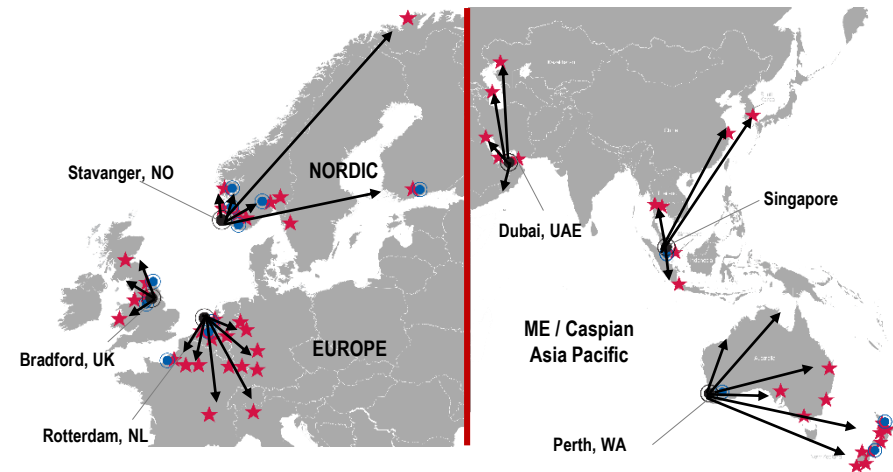 Stavanger, NO
NORDIC
Bradford, UK
EUROPE
Rotterdam, NL
Dubai, UAE
Singapore
ME / Caspian
Asia Pacific
Perth, WA